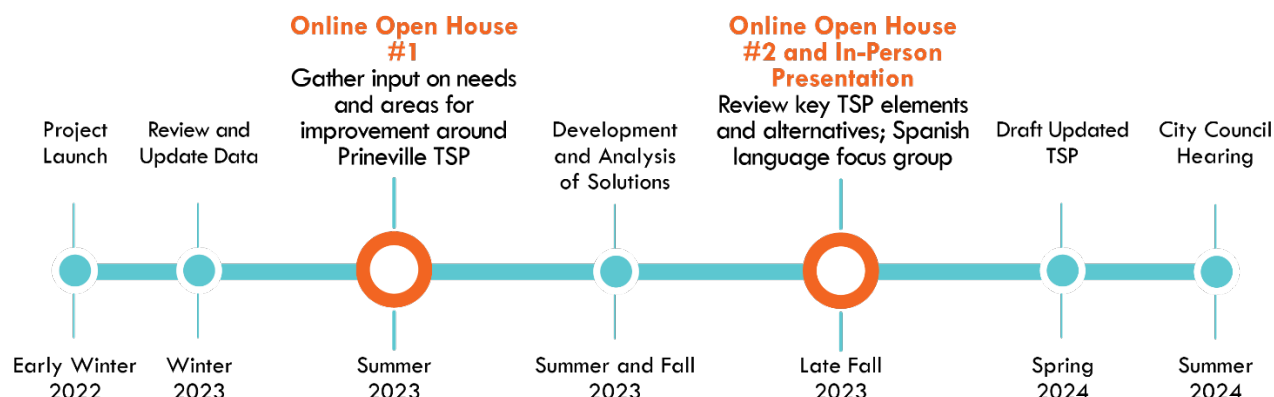 Project
Launch
Review and
Update Data
Online Open House
#1
Gather input on needs
and areas for
improvement around
Prineville TSP
Development
and Analysis
of Solutions
Online Open House
#2 and In-Person
Presentation
Review key TSP elements
and alternatives; Spanish
language focus group
Draft Updated
TSP
City Council
Hearing
Early Winter
2022
Winter
2023
Summer
2023
Summer and Fall
2023
Late Fall
2023
Spring
2024
Summer
2024